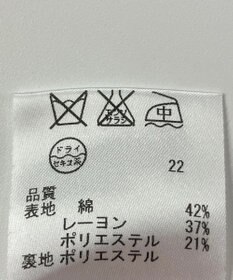 エンソ
サラシ
中
ドライ
セキユ系
22
品質
表地 綿 42%
レーヨン 37%
ポリエステル 21%
裏地 ポリエステル